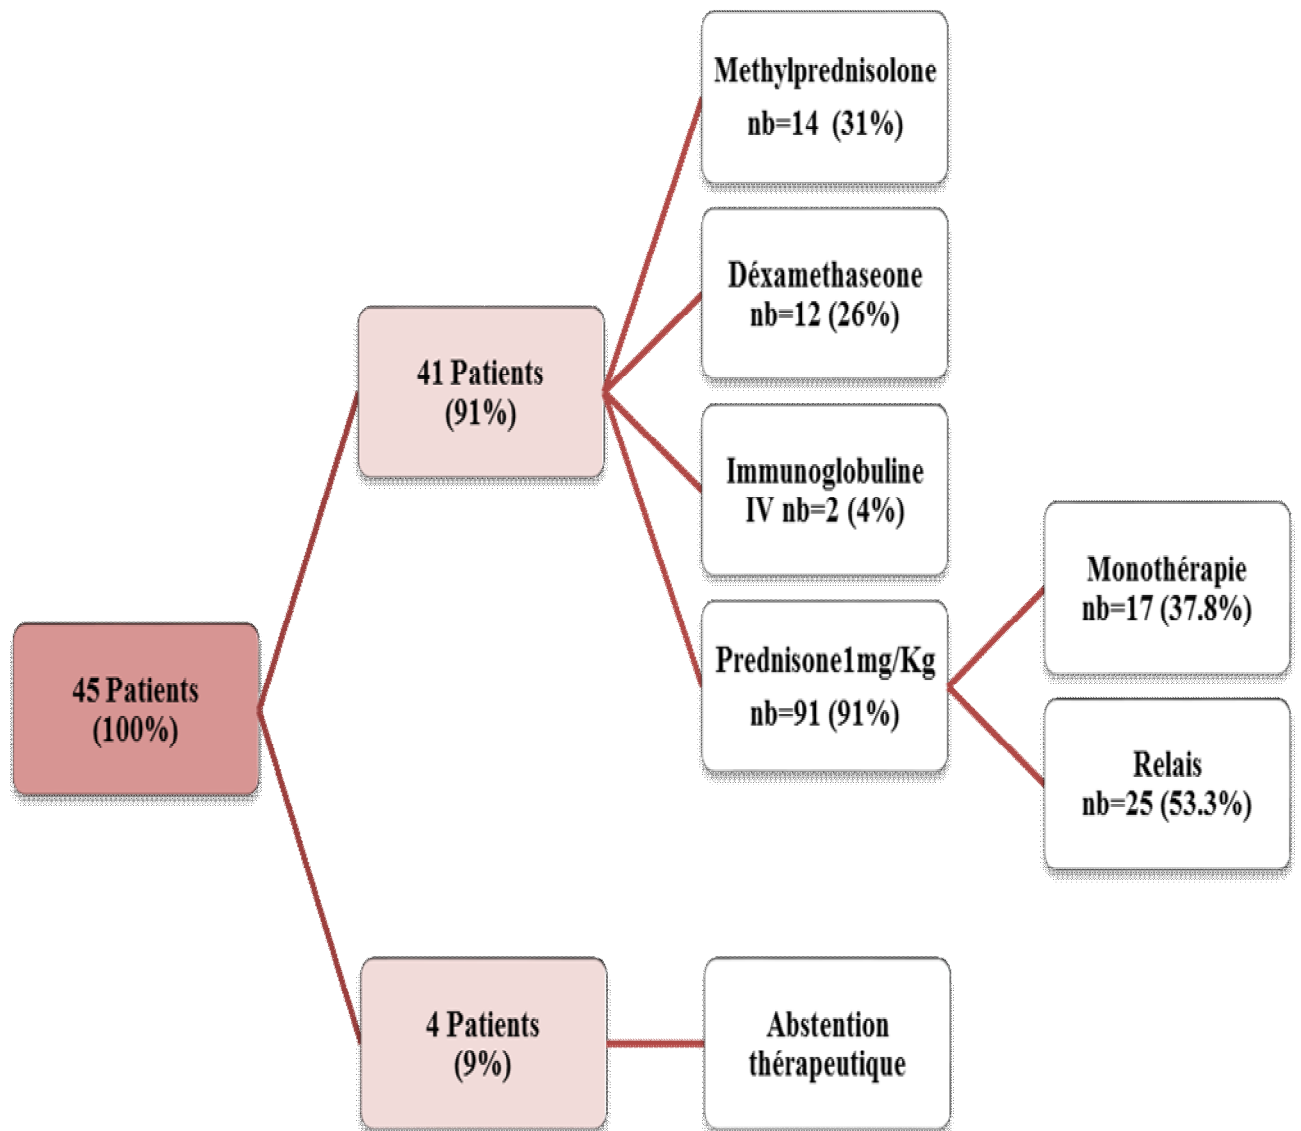 45 Patients
(100%)
41 Patients
(91%)
Methylprednisolone
nb=14 (31%)
Déxamethaseone
nb=12 (26%)
Immunoglobuline
IV nb=2 (4%)
Prednisone1mg/Kg
nb=91 (91%)
Monothérapie
nb=17 (37.8%)
Relais
nb=25 (53.3%)
4 Patients
(9%)
Abstention
thérapeutique